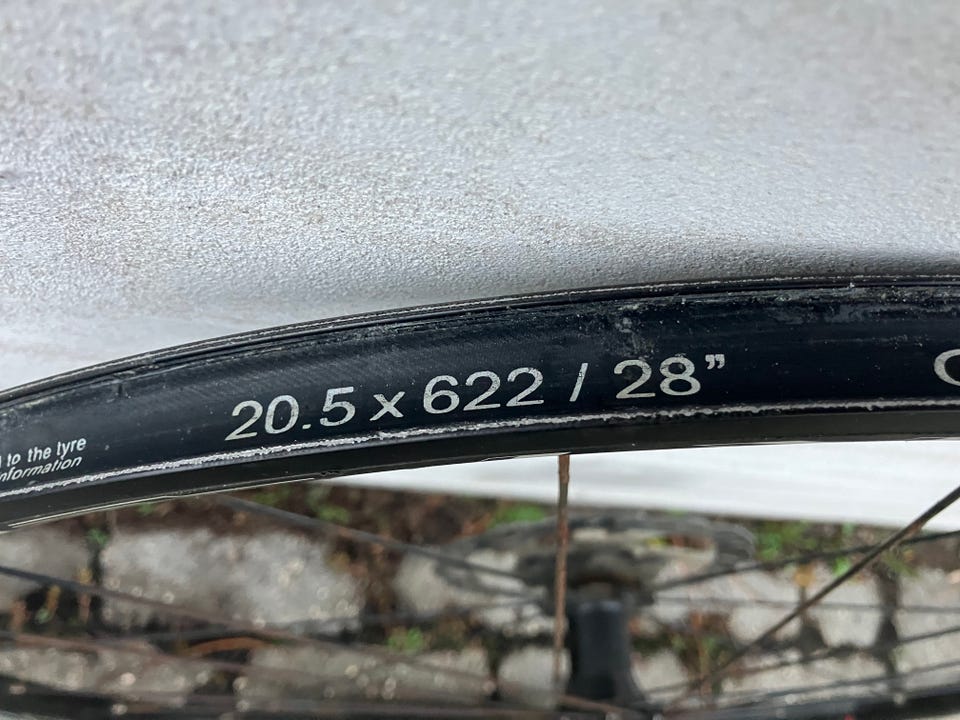 20.5 x 622 / 28”
to the tyre
information